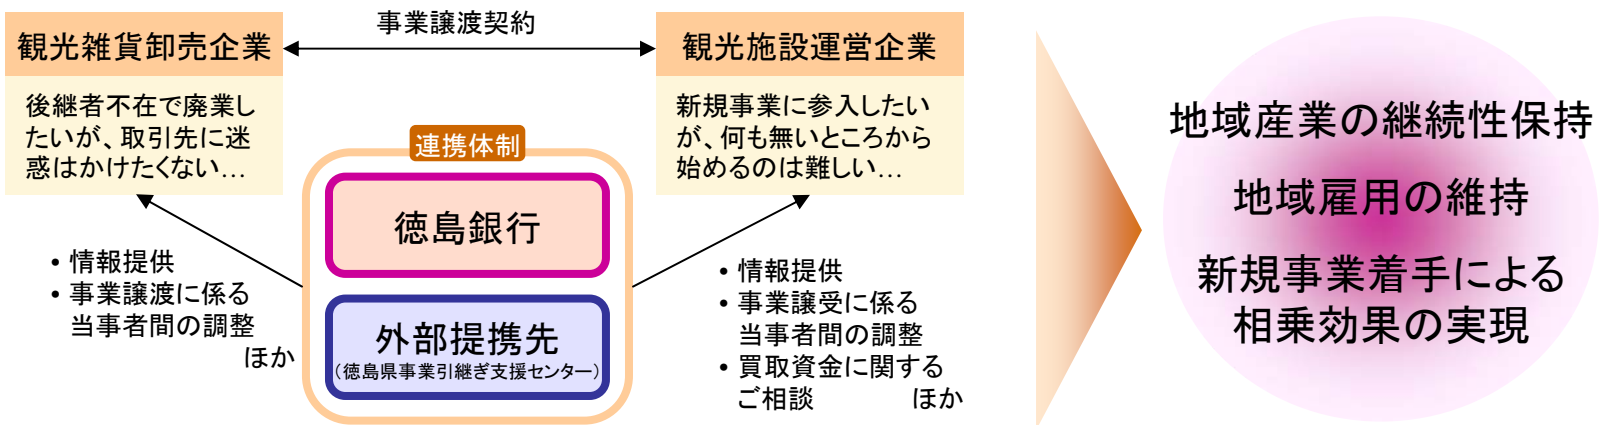 事業譲渡契約
観光雑貨卸売企業
後継者不在で廃業し
たいが、取引先に迷
惑はかけたくない…
観光施設運営企業
新規事業に参入したい
が、何も無いところから
始めるのは難しい…
連携体制
徳島銀行
外部提携先
（徳島県事業引継ぎ支援センター）
• 情報提供
• 事業譲渡に係る
当事者間の調整
ほか
• 情報提供
• 事業譲受に係る
当事者間の調整
• 買取資金に関する
ご相談 ほか
地域産業の継続性保持
地域雇用の維持
新規事業着手による
相乗効果の実現